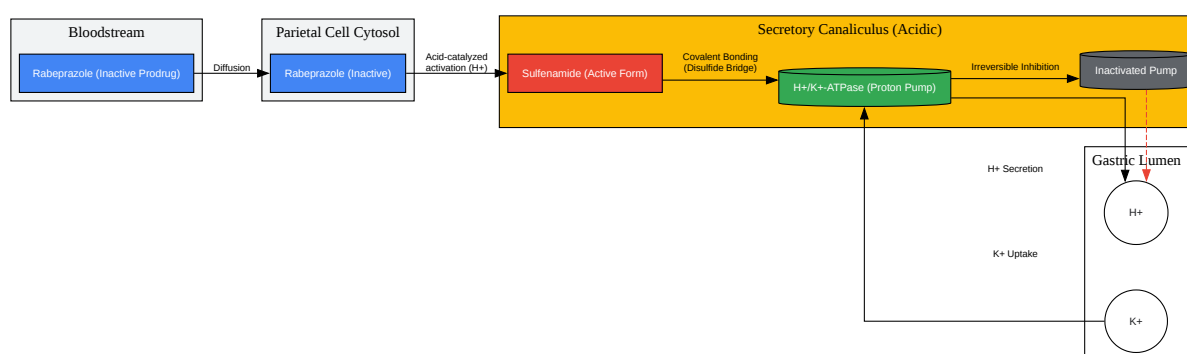 Bloodstream
Rabeprazole (Inactive Prodrug)
Diffusion
Parietal Cell Cytosol
Rabeprazole (Inactive)
Acid-catalyzed
activation (H+)
Secretory Canaliculus (Acidic)
Sulfenamide (Active Form)
Covalent Bonding
(Disulfide Bridge)
H+/K+-ATPase (Proton Pump)
Irreversible Inhibition
Inactivated Pump
H+ Secretion
K+ Uptake
Gastric Lumen
H+
K+